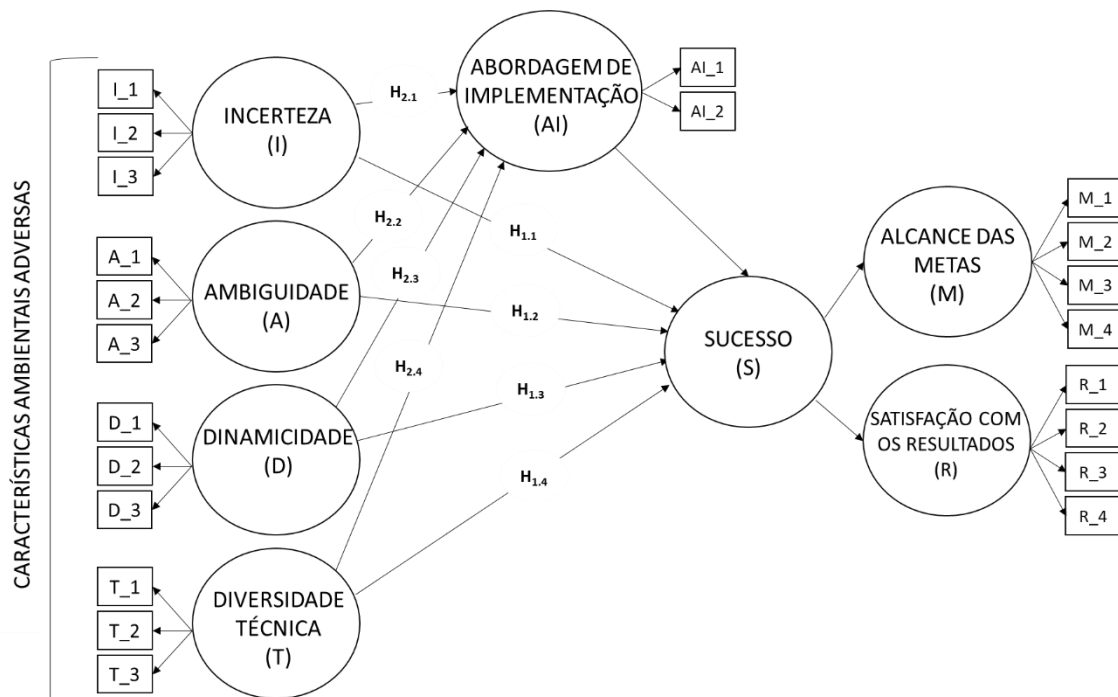 CARACTERÍSTICAS AMBIENTAIS ADVERSAS
I_1
I_2
I_3
INCERTEZA
(I)
A_1
A_2
A_3
AMBIGUIDADE
(A)
D_1
D_2
D_3
DINAMICIDADE
(D)
T_1
T_2
T_3
DIVERSIDADE
TÉCNICA
(T)
H2.1
H2.2
H2.3
H2.4
H1.1
H1.2
H1.3
H1.4
ABORDAGEM DE
IMPLEMENTAÇÃO
(AI)
AI_1
AI_2
SUCESSO
(S)
ALCANCE DAS
METAS
(M)
M_1
M_2
M_3
M_4
SATISFAÇÃO COM
OS RESULTADOS
(R)
R_1
R_2
R_3
R_4